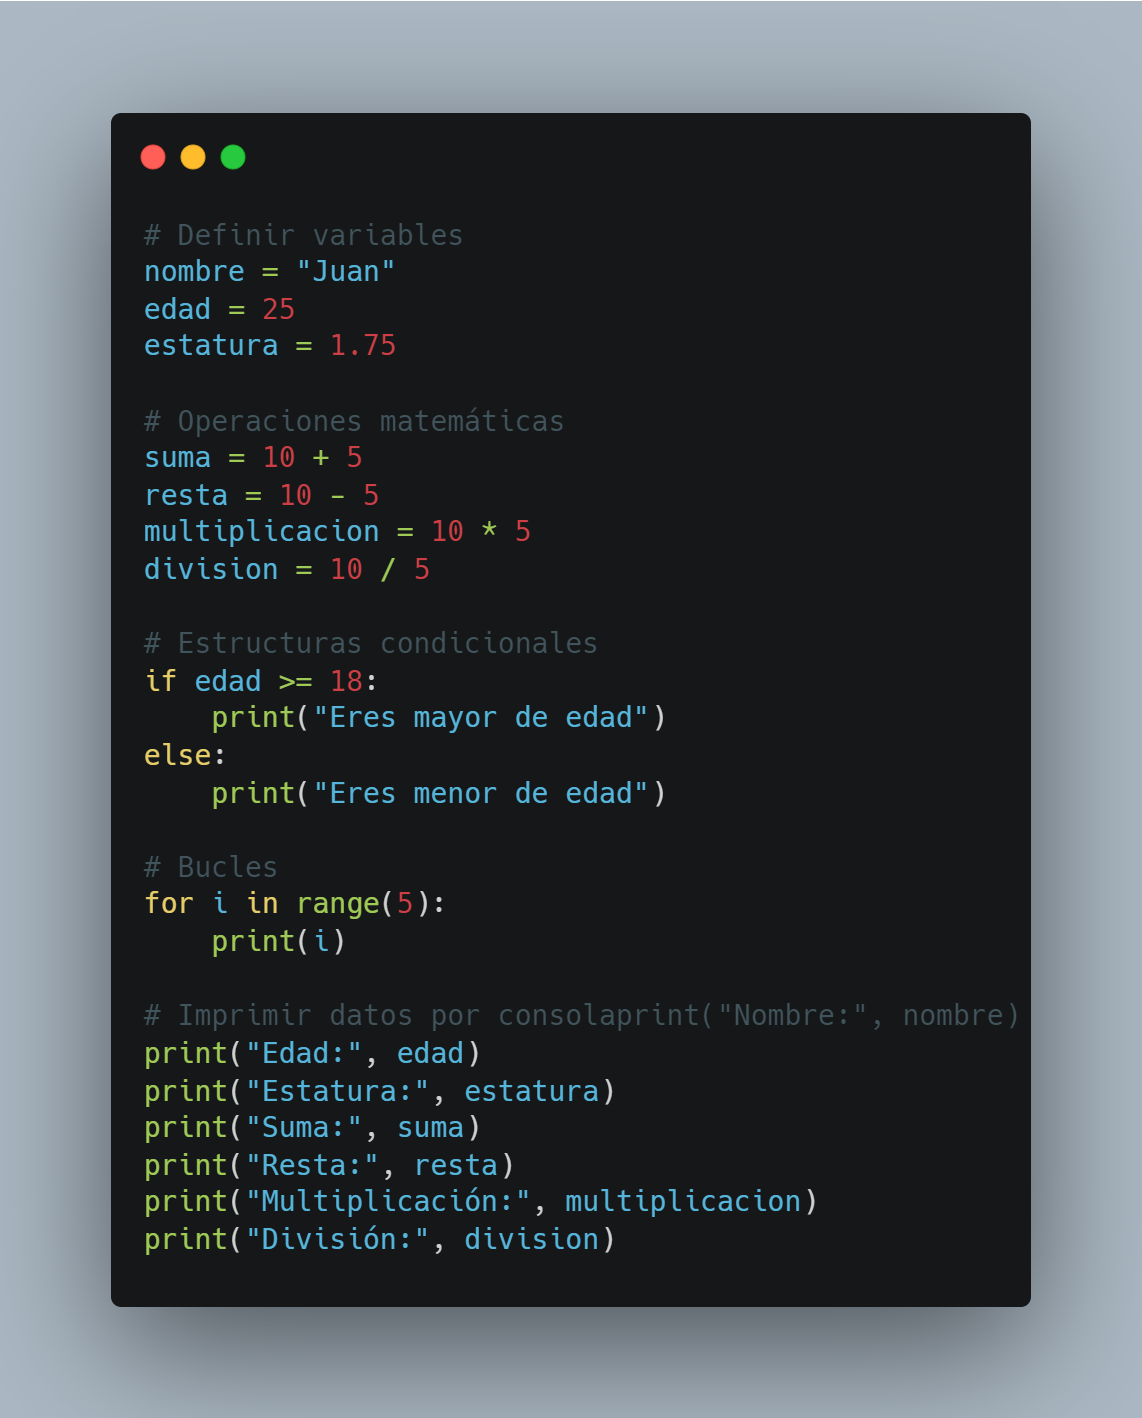 # Definir variables
nombre = "Juan"
edad = 25
estatura = 1.75
# Operaciones matemáticas
suma = 10 + 5
resta = 10 - 5
multiplicacion = 10 * 5
division = 10 / 5
# Estructuras condicionales
if edad >= 18:
    print("Eres mayor de edad")
else:
    print("Eres menor de edad")
# Bucles
for i in range(5):
    print(i)
# Imprimir datos por consolaprint("Nombre:", nombre)
print("Edad:", edad)
print("Estatura:", estatura)
print("Suma:", suma)
print("Resta:", resta)
print("Multiplicación:", multiplicacion)
print("División:", division)